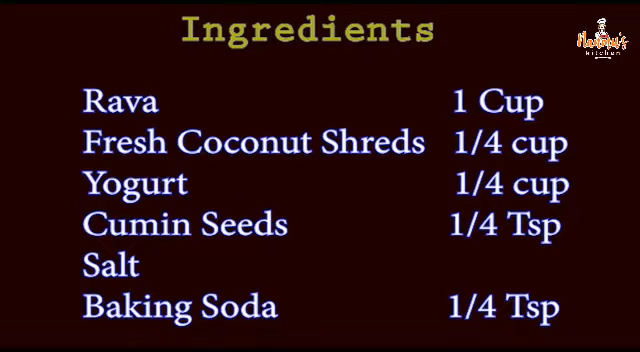 Ingredients
kitchen
Rava 1 Cup
Fresh Coconut Shreds 1/4 cup
Yogurt 1/4 cup
Cumin Seeds 1/4 Tsp
Salt
Baking Soda 1/4 Tsp